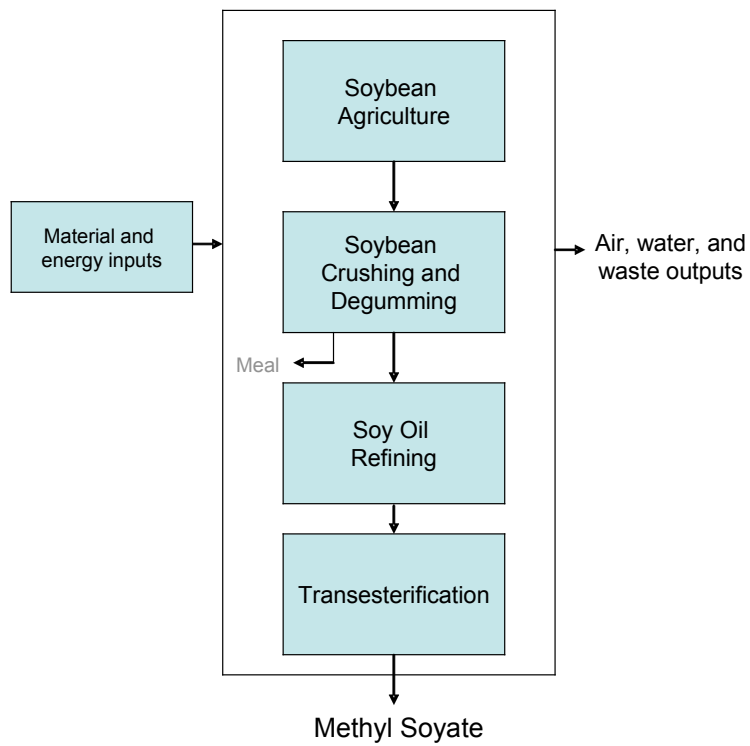 Soybean
Agriculture
Material and
energy inputs
Soybean
Crushing and
Degumming
Air, water, and
waste outputs
Meal
Soy Oil
Refining
Transesterification
Methyl Soyate